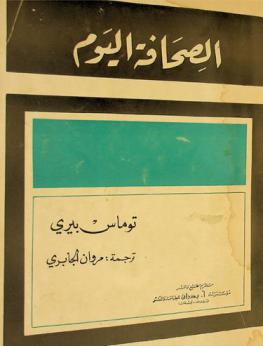 الصحافة اليوم
توماس بيري
ترجمة: مروان الجابري